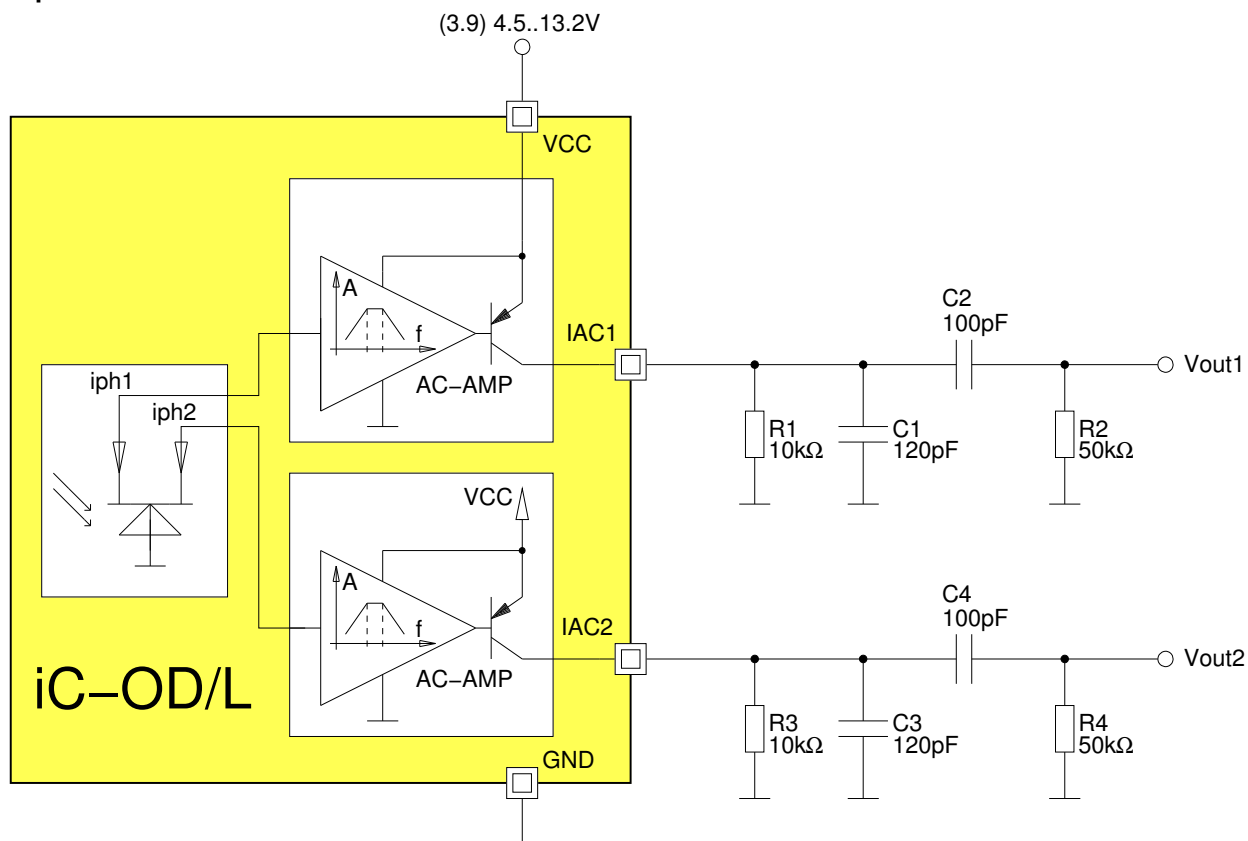 (3.9) 4.5..13.2V
VCC
A
f
AC–AMP
IAC1
C2
100pF
Vout1
R1
10kΩ
C1
120pF
R2
50kΩ
iph1
iph2
VCC
A
f
AC–AMP
IAC2
C4
100pF
Vout2
R3
10kΩ
C3
120pF
R4
50kΩ
iC–OD/L
GND